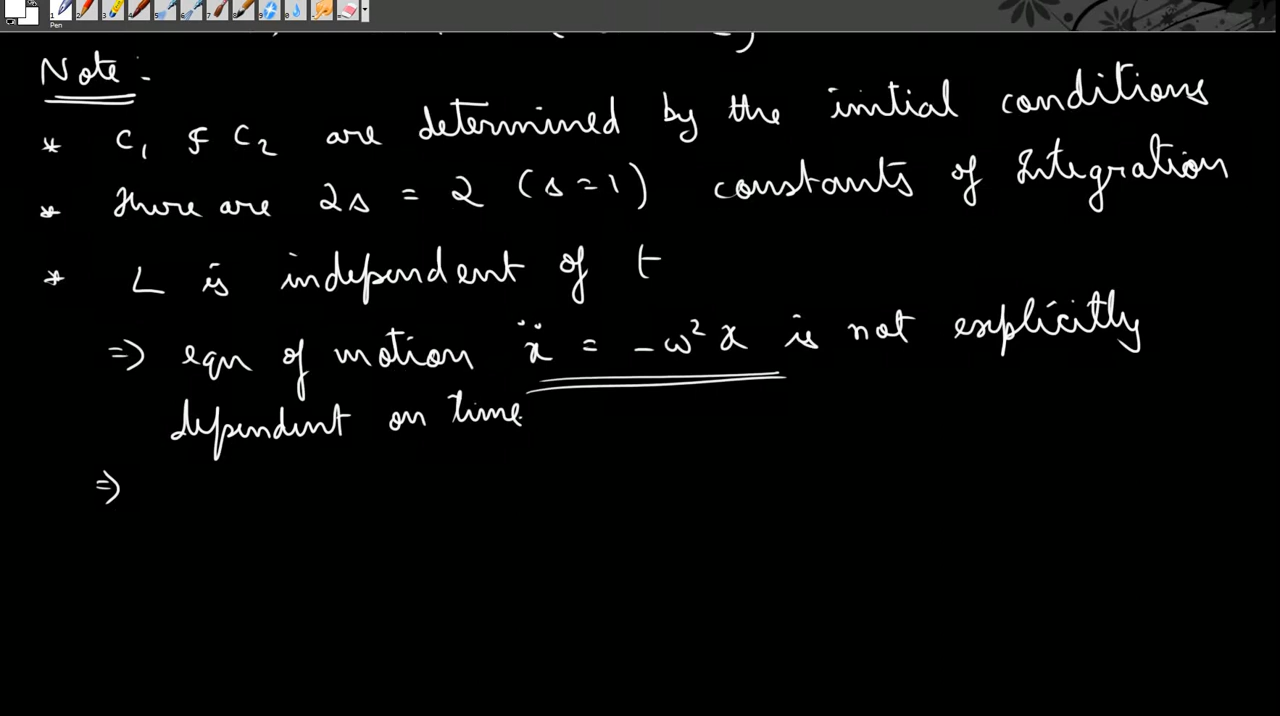 Note :
* C₁ & C₂ are determined by the initial conditions
* There are 2s = 2 (s = 1) constants of Integration
* L is independent of t
⇒ eqn of motion ẍ = -ω² x is not explicitly
dependent on time
⇒